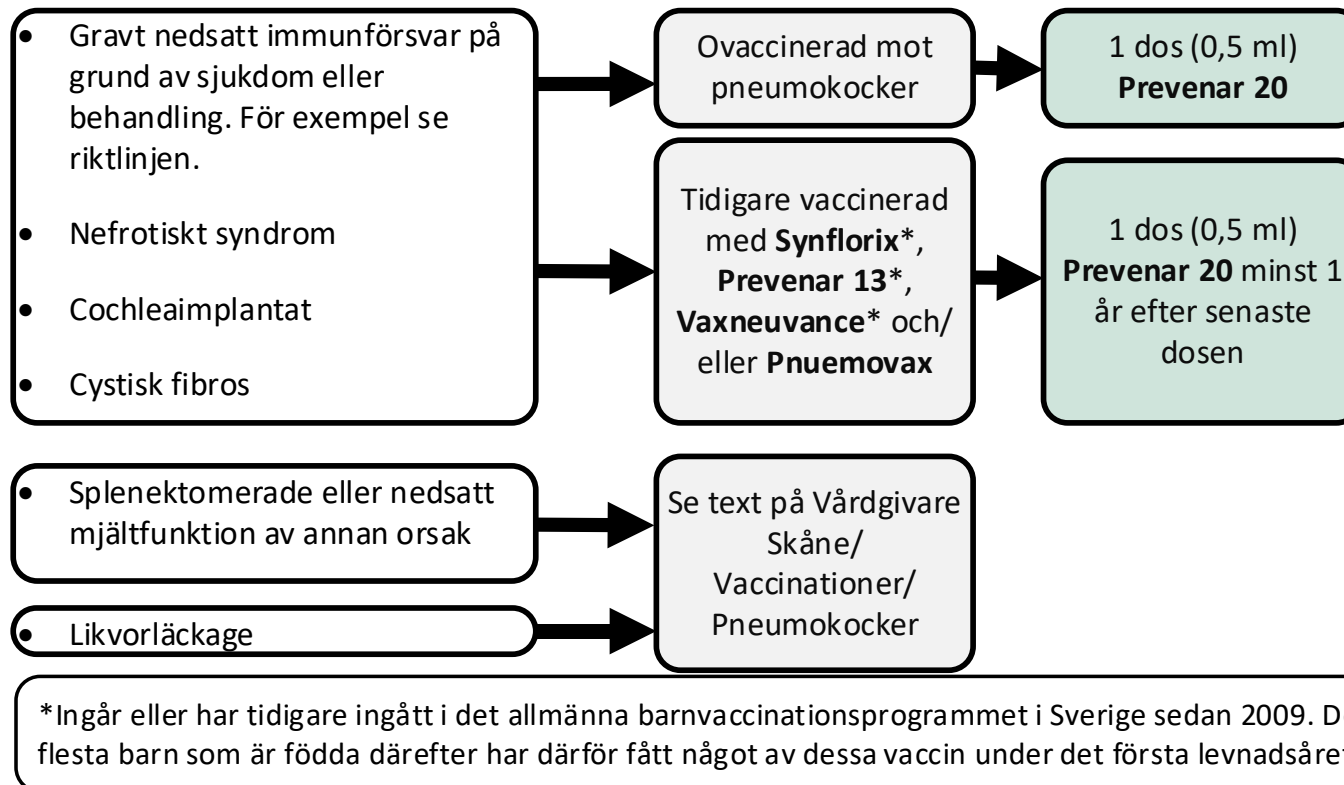 • Gravt nedsatt immunförsvar på
grund av sjukdom eller
behandling. För exempel se
riktlinjen.
• Nefrotiskt syndrom
• Cochleaimplantat
• Cystisk fibros
Ovaccinerad mot
pneumokocker
1 dos (0,5 ml)
Prevenar 20
Tidigare vaccinerad
med Synflorix*,
Prevenar 13*,
Vaxneuvance* och/
eller Pnuemovax
1 dos (0,5 ml)
Prevenar 20 minst 1
år efter senaste
dosen
• Splenektomerade eller nedsatt
mjältfunktion av annan orsak
• Likvorläckage
Se text på Vårdgivare
Skåne/
Vaccinationer/
Pneumokocker
*Ingår eller har tidigare ingått i det allmänna barnvaccinationsprogrammet i Sverige sedan 2009. D
flesta barn som är födda därefter har därför fått något av dessa vaccin under det första levnadsåret